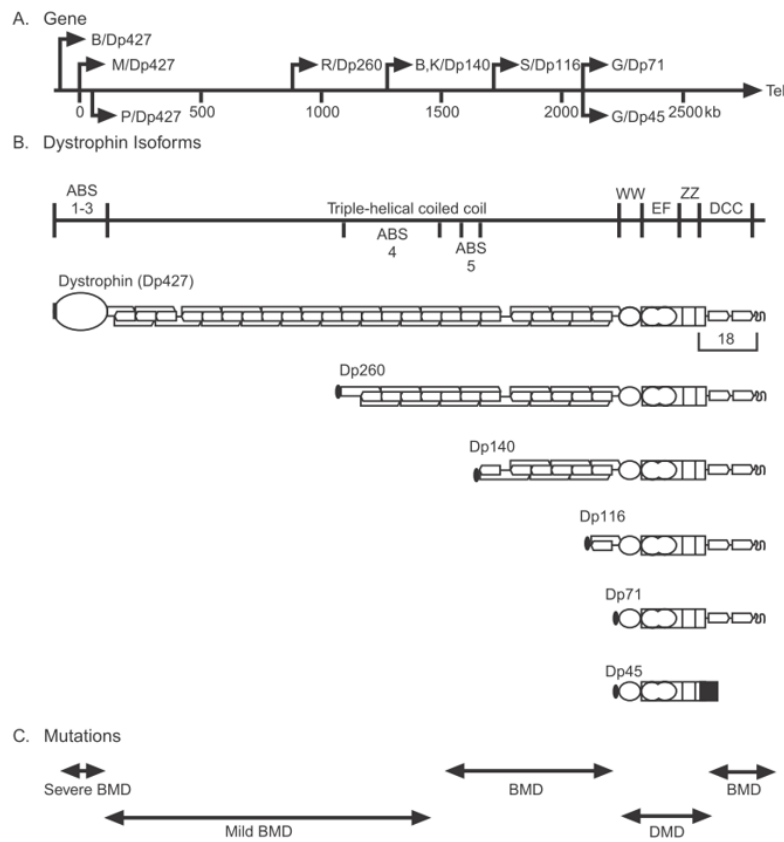 A. Gene
B/Dp427
M/Dp427
R/Dp260
B,K/Dp140
S/Dp116
G/Dp71
Tel
0
500
1000
1500
2000
2500kb
P/Dp427
G/Dp45
B. Dystrophin Isoforms
ABS
1-3
Triple-helical coiled coil
WW
EF
ZZ
DCC
ABS
4
ABS
5
Dystrophin (Dp427)
18
Dp260
Dp140
Dp116
Dp71
Dp45
C. Mutations
Severe BMD
BMD
BMD
Mild BMD
DMD